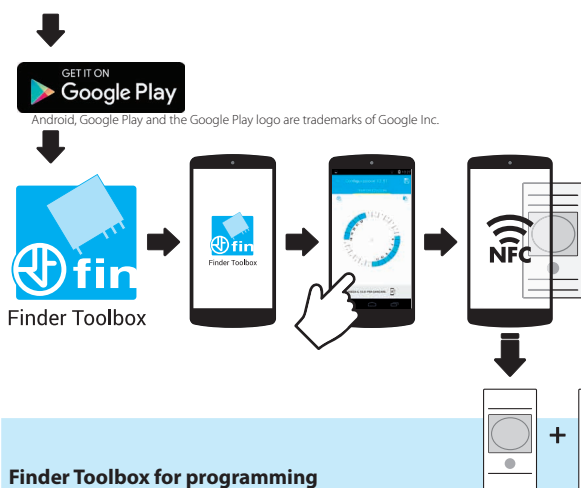 GET IT ON
Google Play
Android, Google Play and the Google Play logo are trademarks of Google Inc.
fin
Finder Toolbox
fin
Finder Toolbox
NFC
+
Finder Toolbox for programming